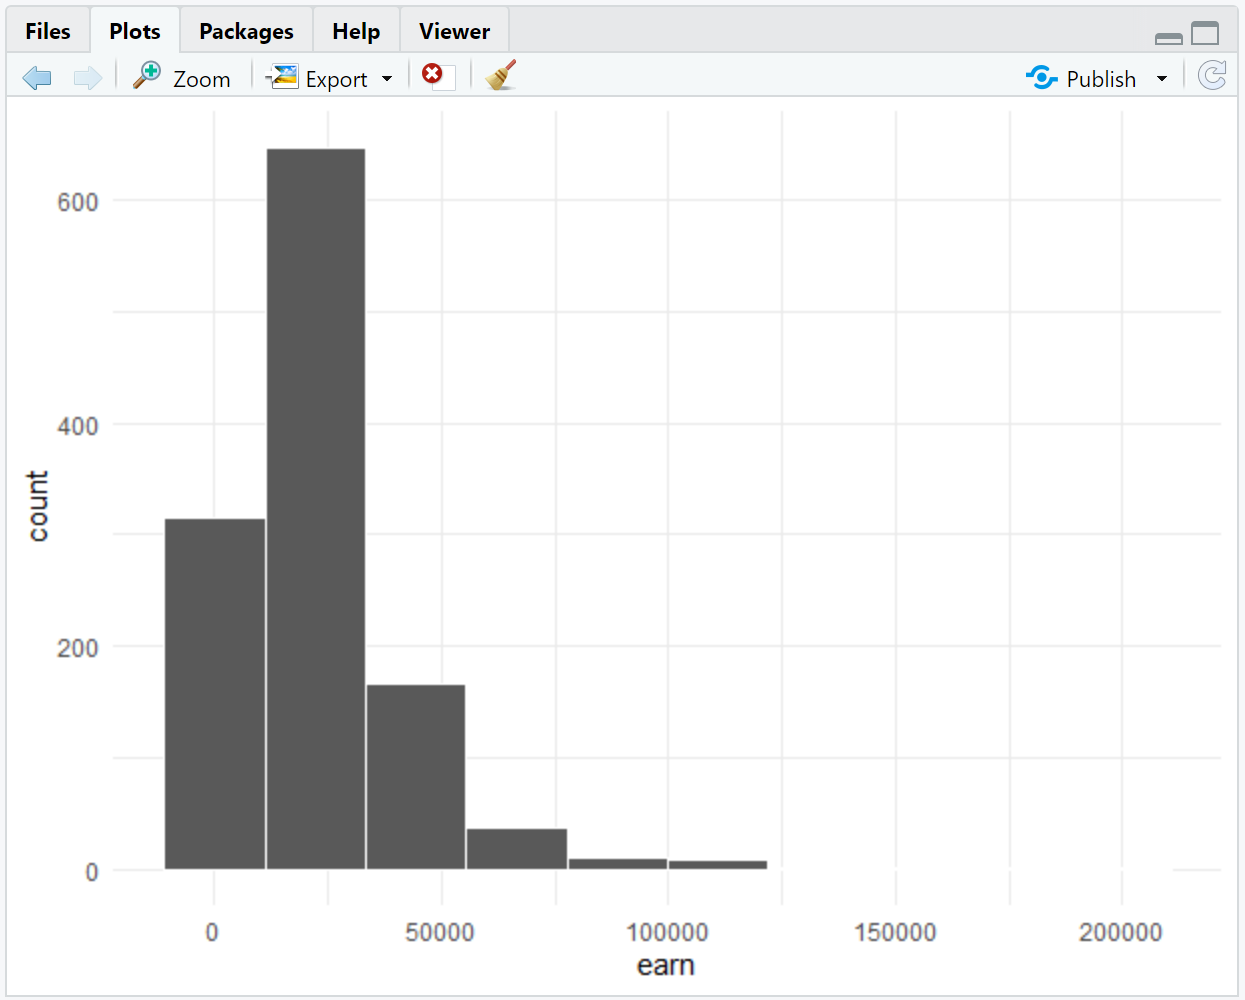 Files Plots Packages Help Viewer
Zoom Export Publish
600
400
200
0
count
0 50000 100000 150000 200000
earn